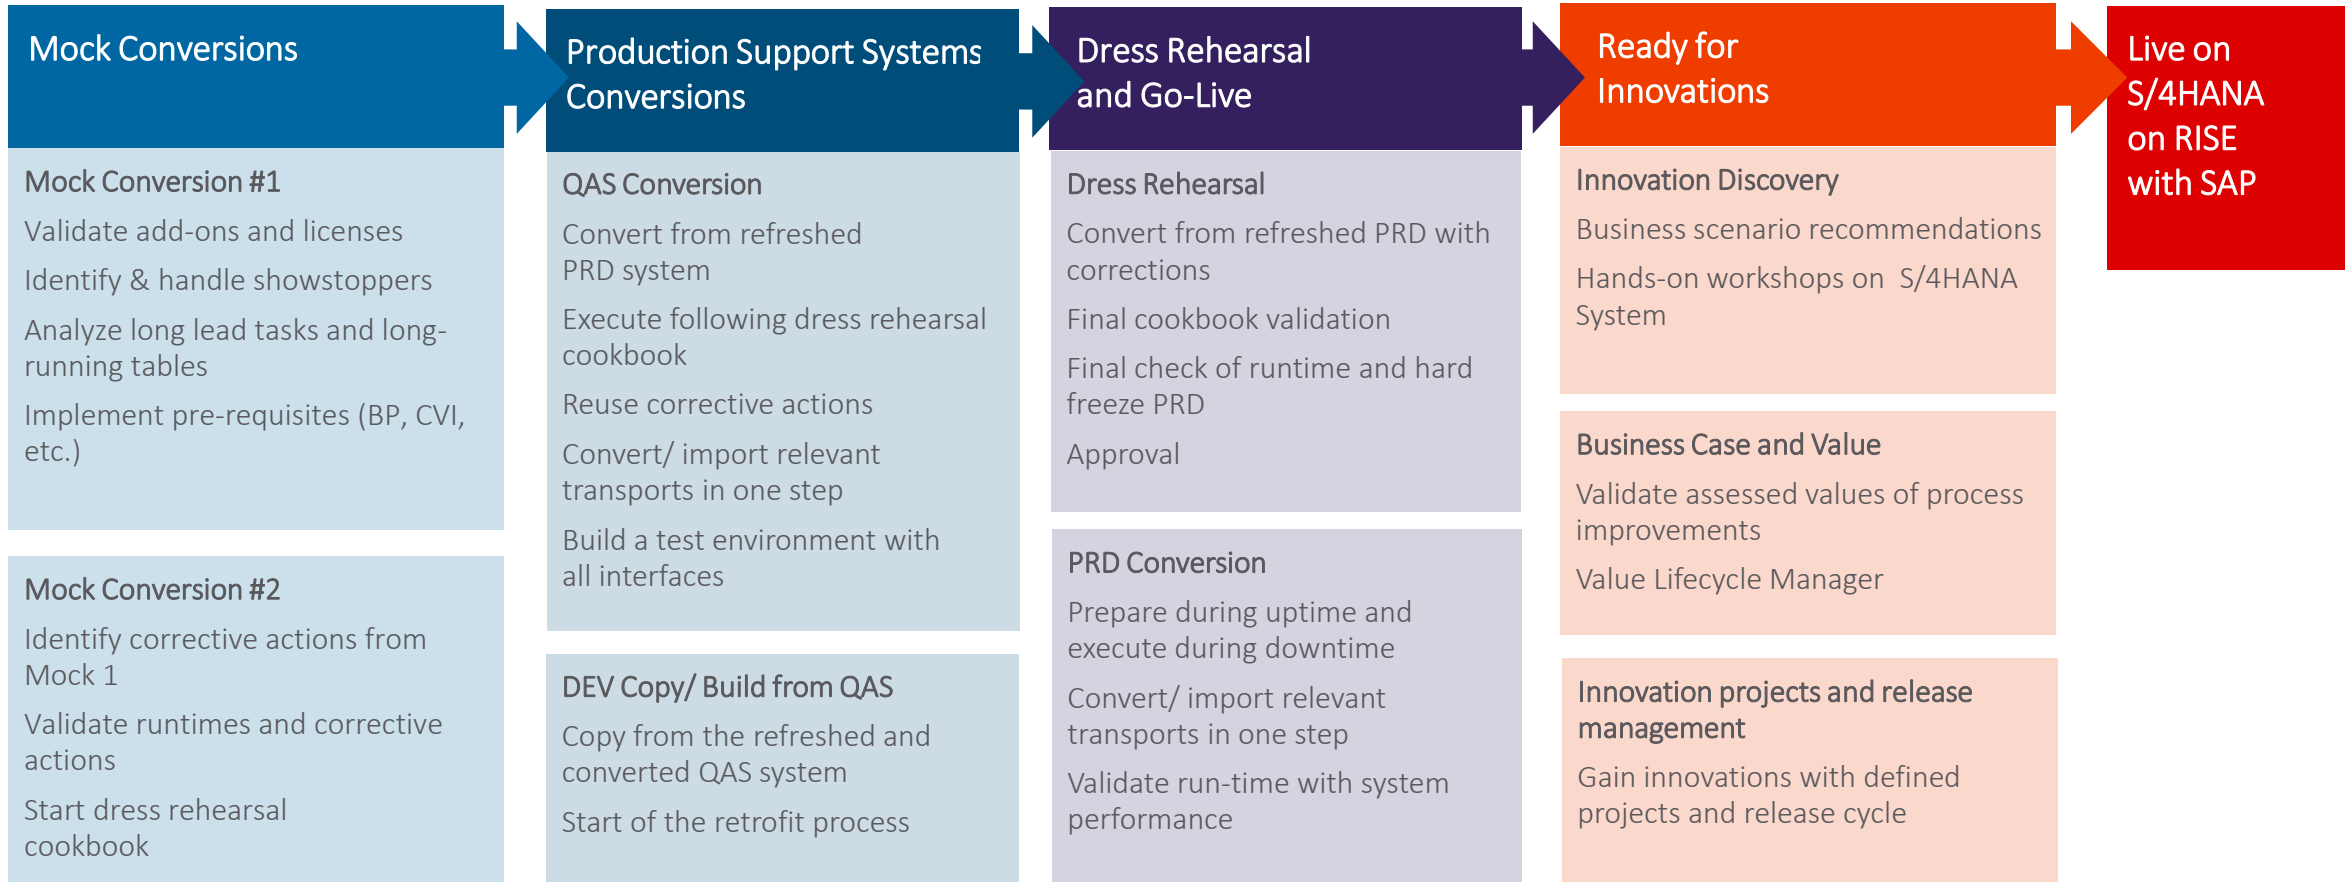 Mock Conversions
Mock Conversion #1
Validate add-ons and licenses
Identify & handle showstoppers
Analyze long lead tasks and long-
running tables
Implement pre-requisites (BP, CVI,
etc.)
Mock Conversion #2
Identify corrective actions from
Mock 1
Validate runtimes and corrective
actions
Start dress rehearsal
cookbook
Production Support Systems
Conversions
QAS Conversion
Convert from refreshed
PRD system
Execute following dress rehearsal
cookbook
Reuse corrective actions
Convert/ import relevant
transports in one step
Build a test environment with
all interfaces
DEV Copy/ Build from QAS
Copy from the refreshed and
converted QAS system
Start of the retrofit process
Dress Rehearsal
and Go-Live
Dress Rehearsal
Convert from refreshed PRD with
corrections
Final cookbook validation
Final check of runtime and hard
freeze PRD
Approval
PRD Conversion
Prepare during uptime and
execute during downtime
Convert/ import relevant
transports in one step
Validate run-time with system
performance
Ready for
Innovations
Innovation Discovery
Business scenario recommendations
Hands-on workshops on  S/4HANA
System
Business Case and Value
Validate assessed values of process
improvements
Value Lifecycle Manager
Innovation projects and release
management
Gain innovations with defined
projects and release cycle
Live on
S/4HANA
on RISE
with SAP